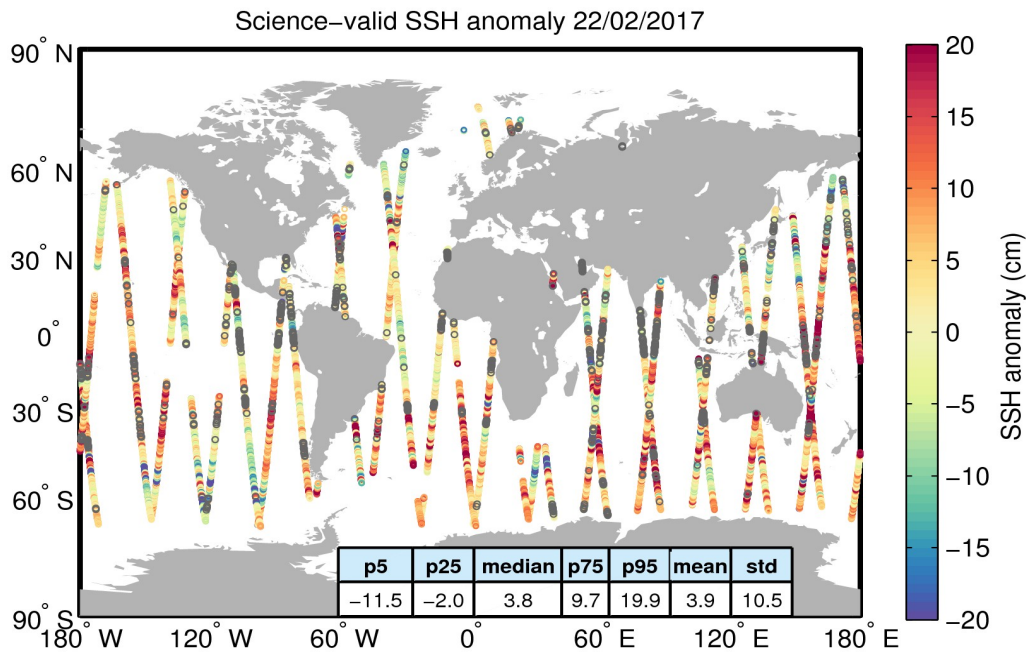 Science−valid SSH anomaly 22/02/2017
90° N
60° N
30° N
0°
30° S
60° S
90° S
180° W
120° W
60° W
0°
60° E
120° E
180° E
p5 p25 median p75 p95 mean std
−11.5 −2.0 3.8 9.7 19.9 3.9 10.5
20
15
10
5
0
−5
−10
−15
−20
SSH anomaly (cm)